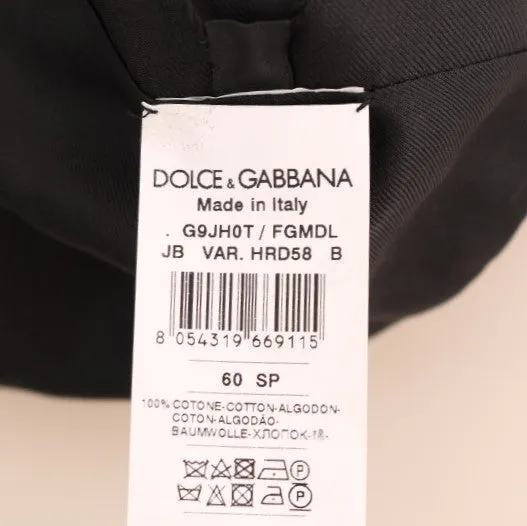 DOLCE & GABBANA
Made in Italy
. G9JH0T / FGMDL
JB VAR. HRD58 B
8 054319 669115
60 SP
100% COTONE-COTTON-ALGODON-
COTON-ALGODÃO-
BAUMWOLLE-ХЛОПОК-棉-